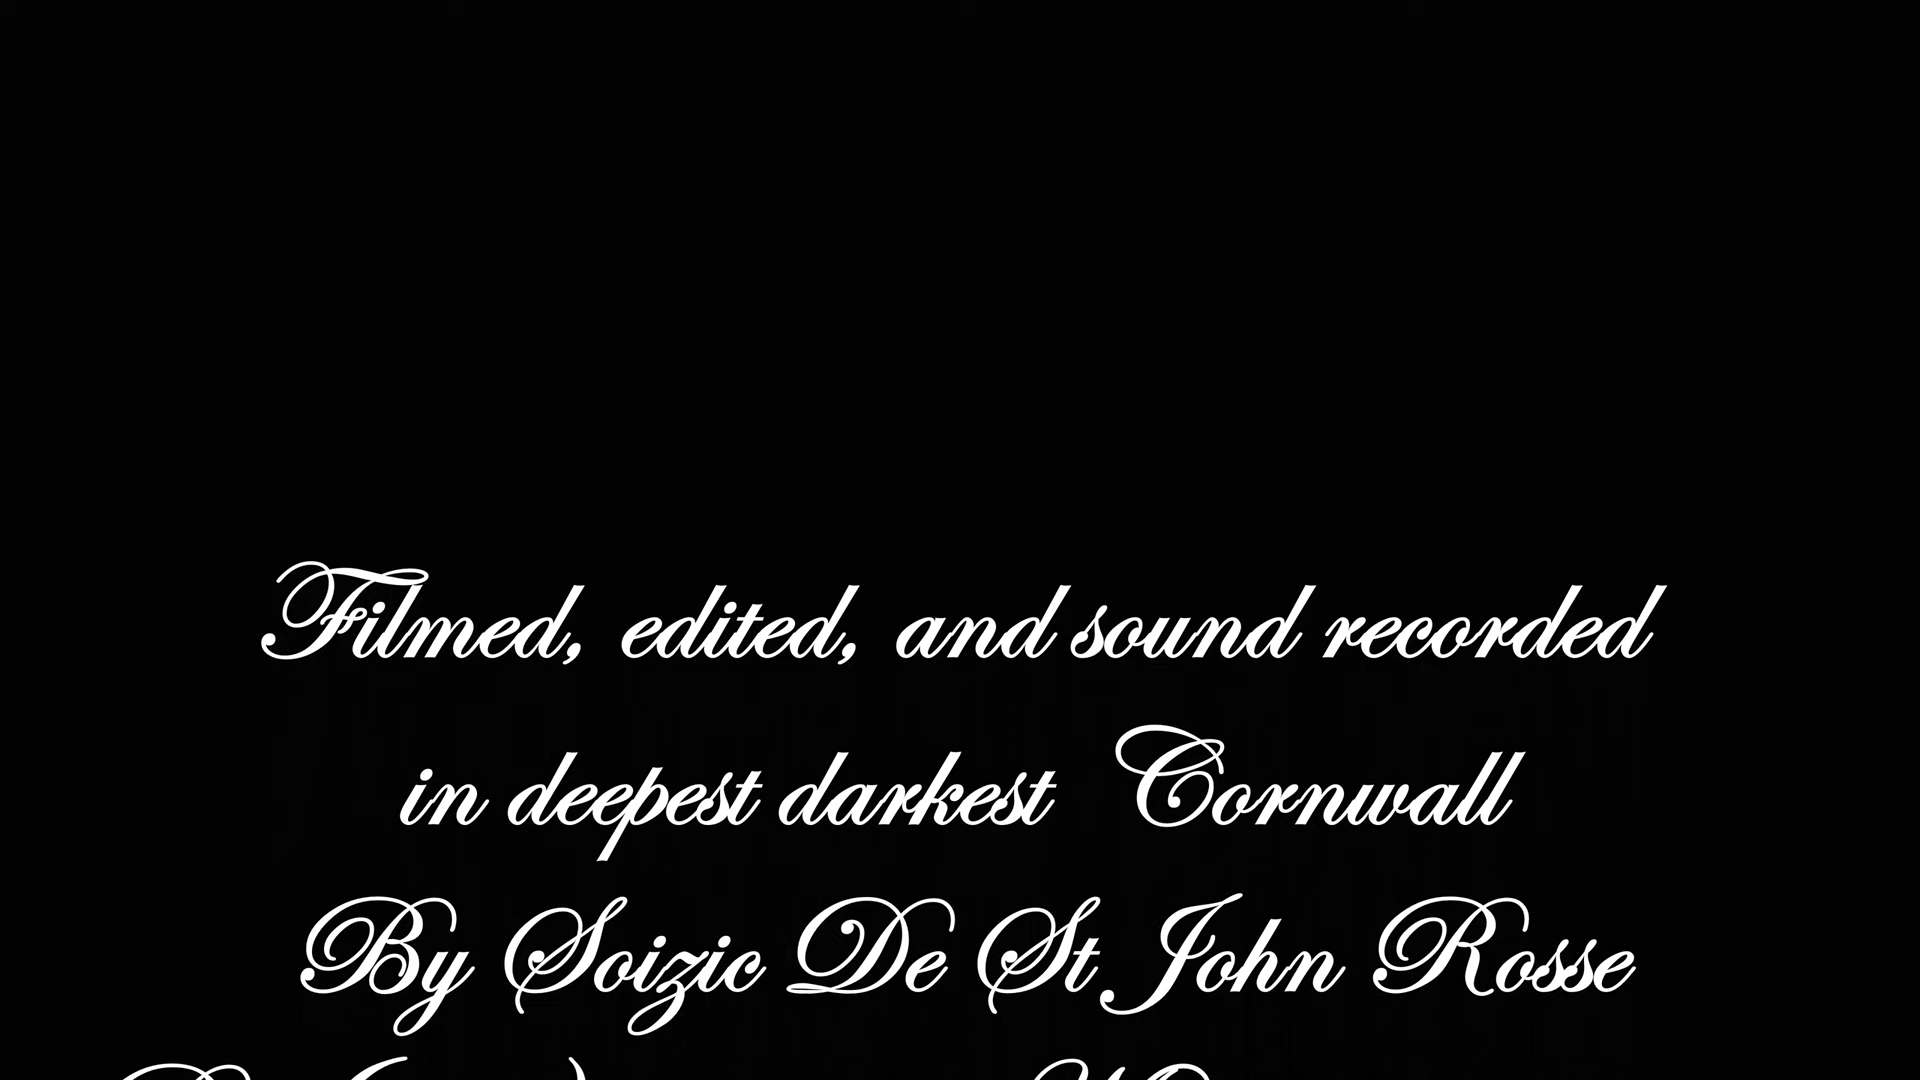 Filmed, edited, and sound recorded
in deepest darkest Cornwall
By Soizic De St John Rosse